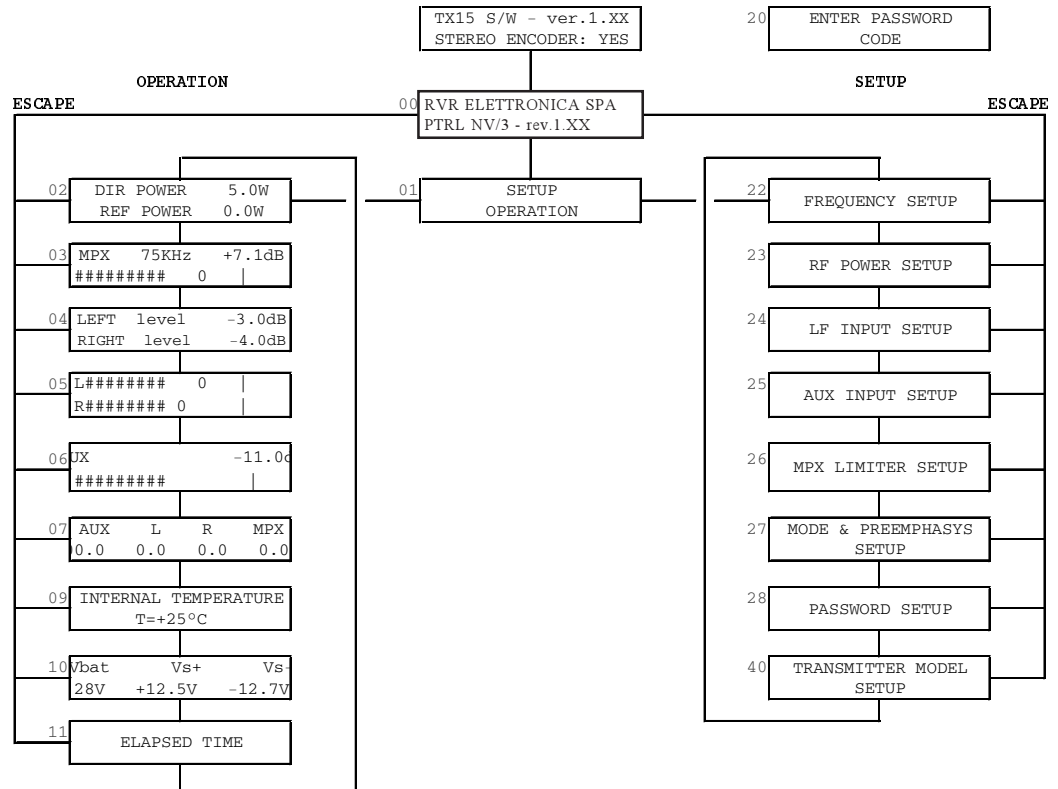 TX15 S/W - ver.1.XX
STEREO ENCODER: YES
20 ENTER PASSWORD
CODE
OPERATION
SETUP
ESCAPE
ESCAPE
00 RVR ELETTRONICA SPA
PTRL NV/3 - rev.1.XX
02 DIR POWER 5.0W
REF POWER 0.0W
01 SETUP
OPERATION
22 FREQUENCY SETUP
03 MPX 75KHz +7.1dB
######### 0 |
23 RF POWER SETUP
04 LEFT level -3.0dB
RIGHT level -4.0dB
24 LF INPUT SETUP
05 L######## 0 |
R######## 0 |
25 AUX INPUT SETUP
06 UX -11.0d
######### |
26 MPX LIMITER SETUP
07 AUX L R MPX
0.0 0.0 0.0 0.0
27 MODE & PREEMPHASYS
SETUP
09 INTERNAL TEMPERATURE
T=+25°C
28 PASSWORD SETUP
10 Vbat Vs+ Vs-
28V +12.5V -12.7V
40 TRANSMITTER MODEL
SETUP
11 ELAPSED TIME